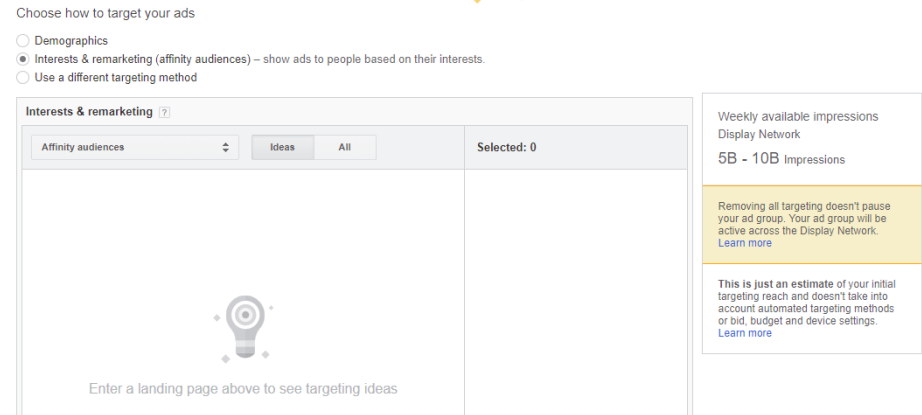 Choose how to target your ads
Demographics
Interests & remarketing (affinity audiences) – show ads to people based on their interests.
Use a different targeting method
Interests & remarketing ?
Affinity audiences
Ideas
All
Selected: 0
Enter a landing page above to see targeting ideas
Weekly available impressions
Display Network
5B - 10B Impressions
Removing all targeting doesn't pause
your ad group. Your ad group will be
active across the Display Network.
Learn more
This is just an estimate of your initial
targeting reach and doesn't take into
account automated targeting methods
or bid, budget and device settings.
Learn more